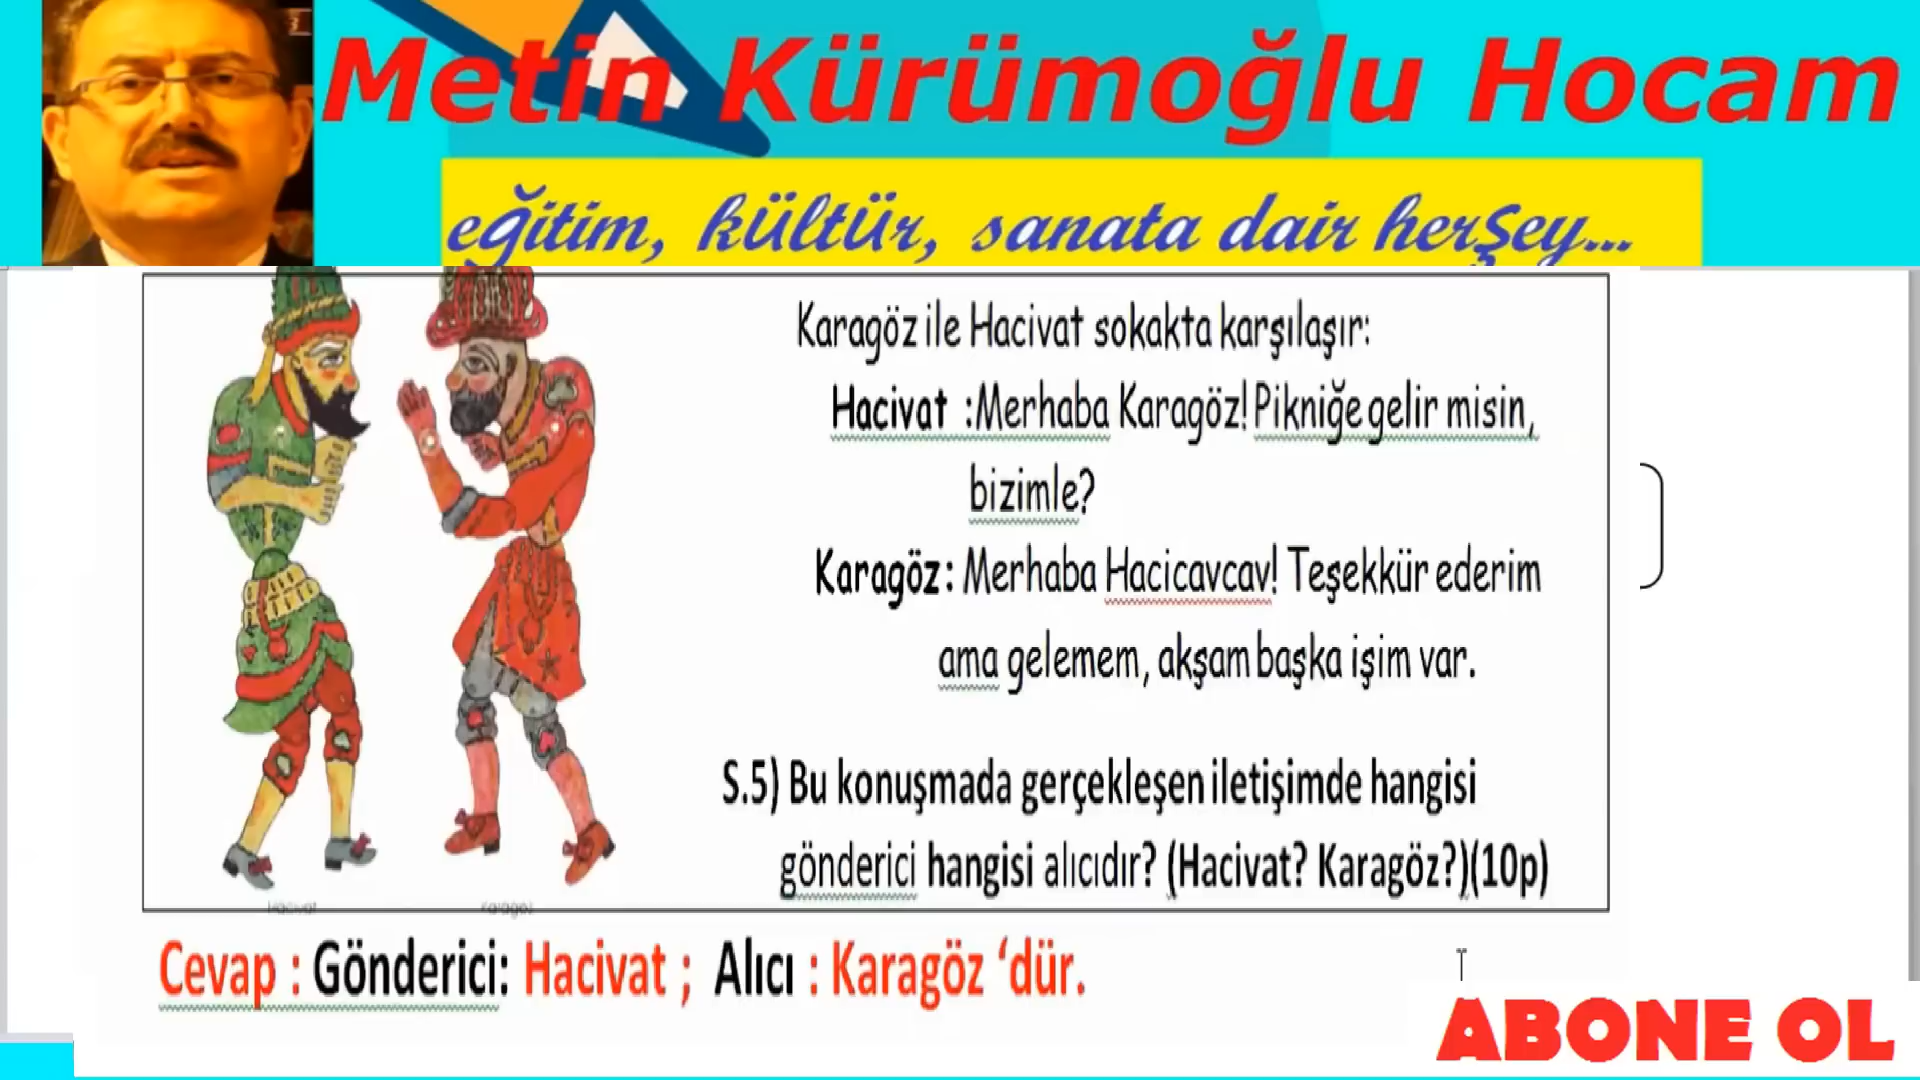 Metin Kürümoğlu Hocam
eğitim, kültür, sanata dair herşey...
Karagöz ile Hacivat sokakta karşılaşır:
Hacivat :Merhaba Karagöz! Pikniğe gelir misin,
bizimle?
Karagöz: Merhaba Hacicavcav! Teşekkür ederim
ama gelemem, akşam başka işim var.
S.5) Bu konuşmada gerçekleşen iletişimde hangisi
gönderici hangisi alıcıdır? (Hacivat? Karagöz?)(10p)
Hacivat Karagöz
Cevap : Gönderici: Hacivat ; Alıcı : Karagöz ‘dür.
ABONE OL